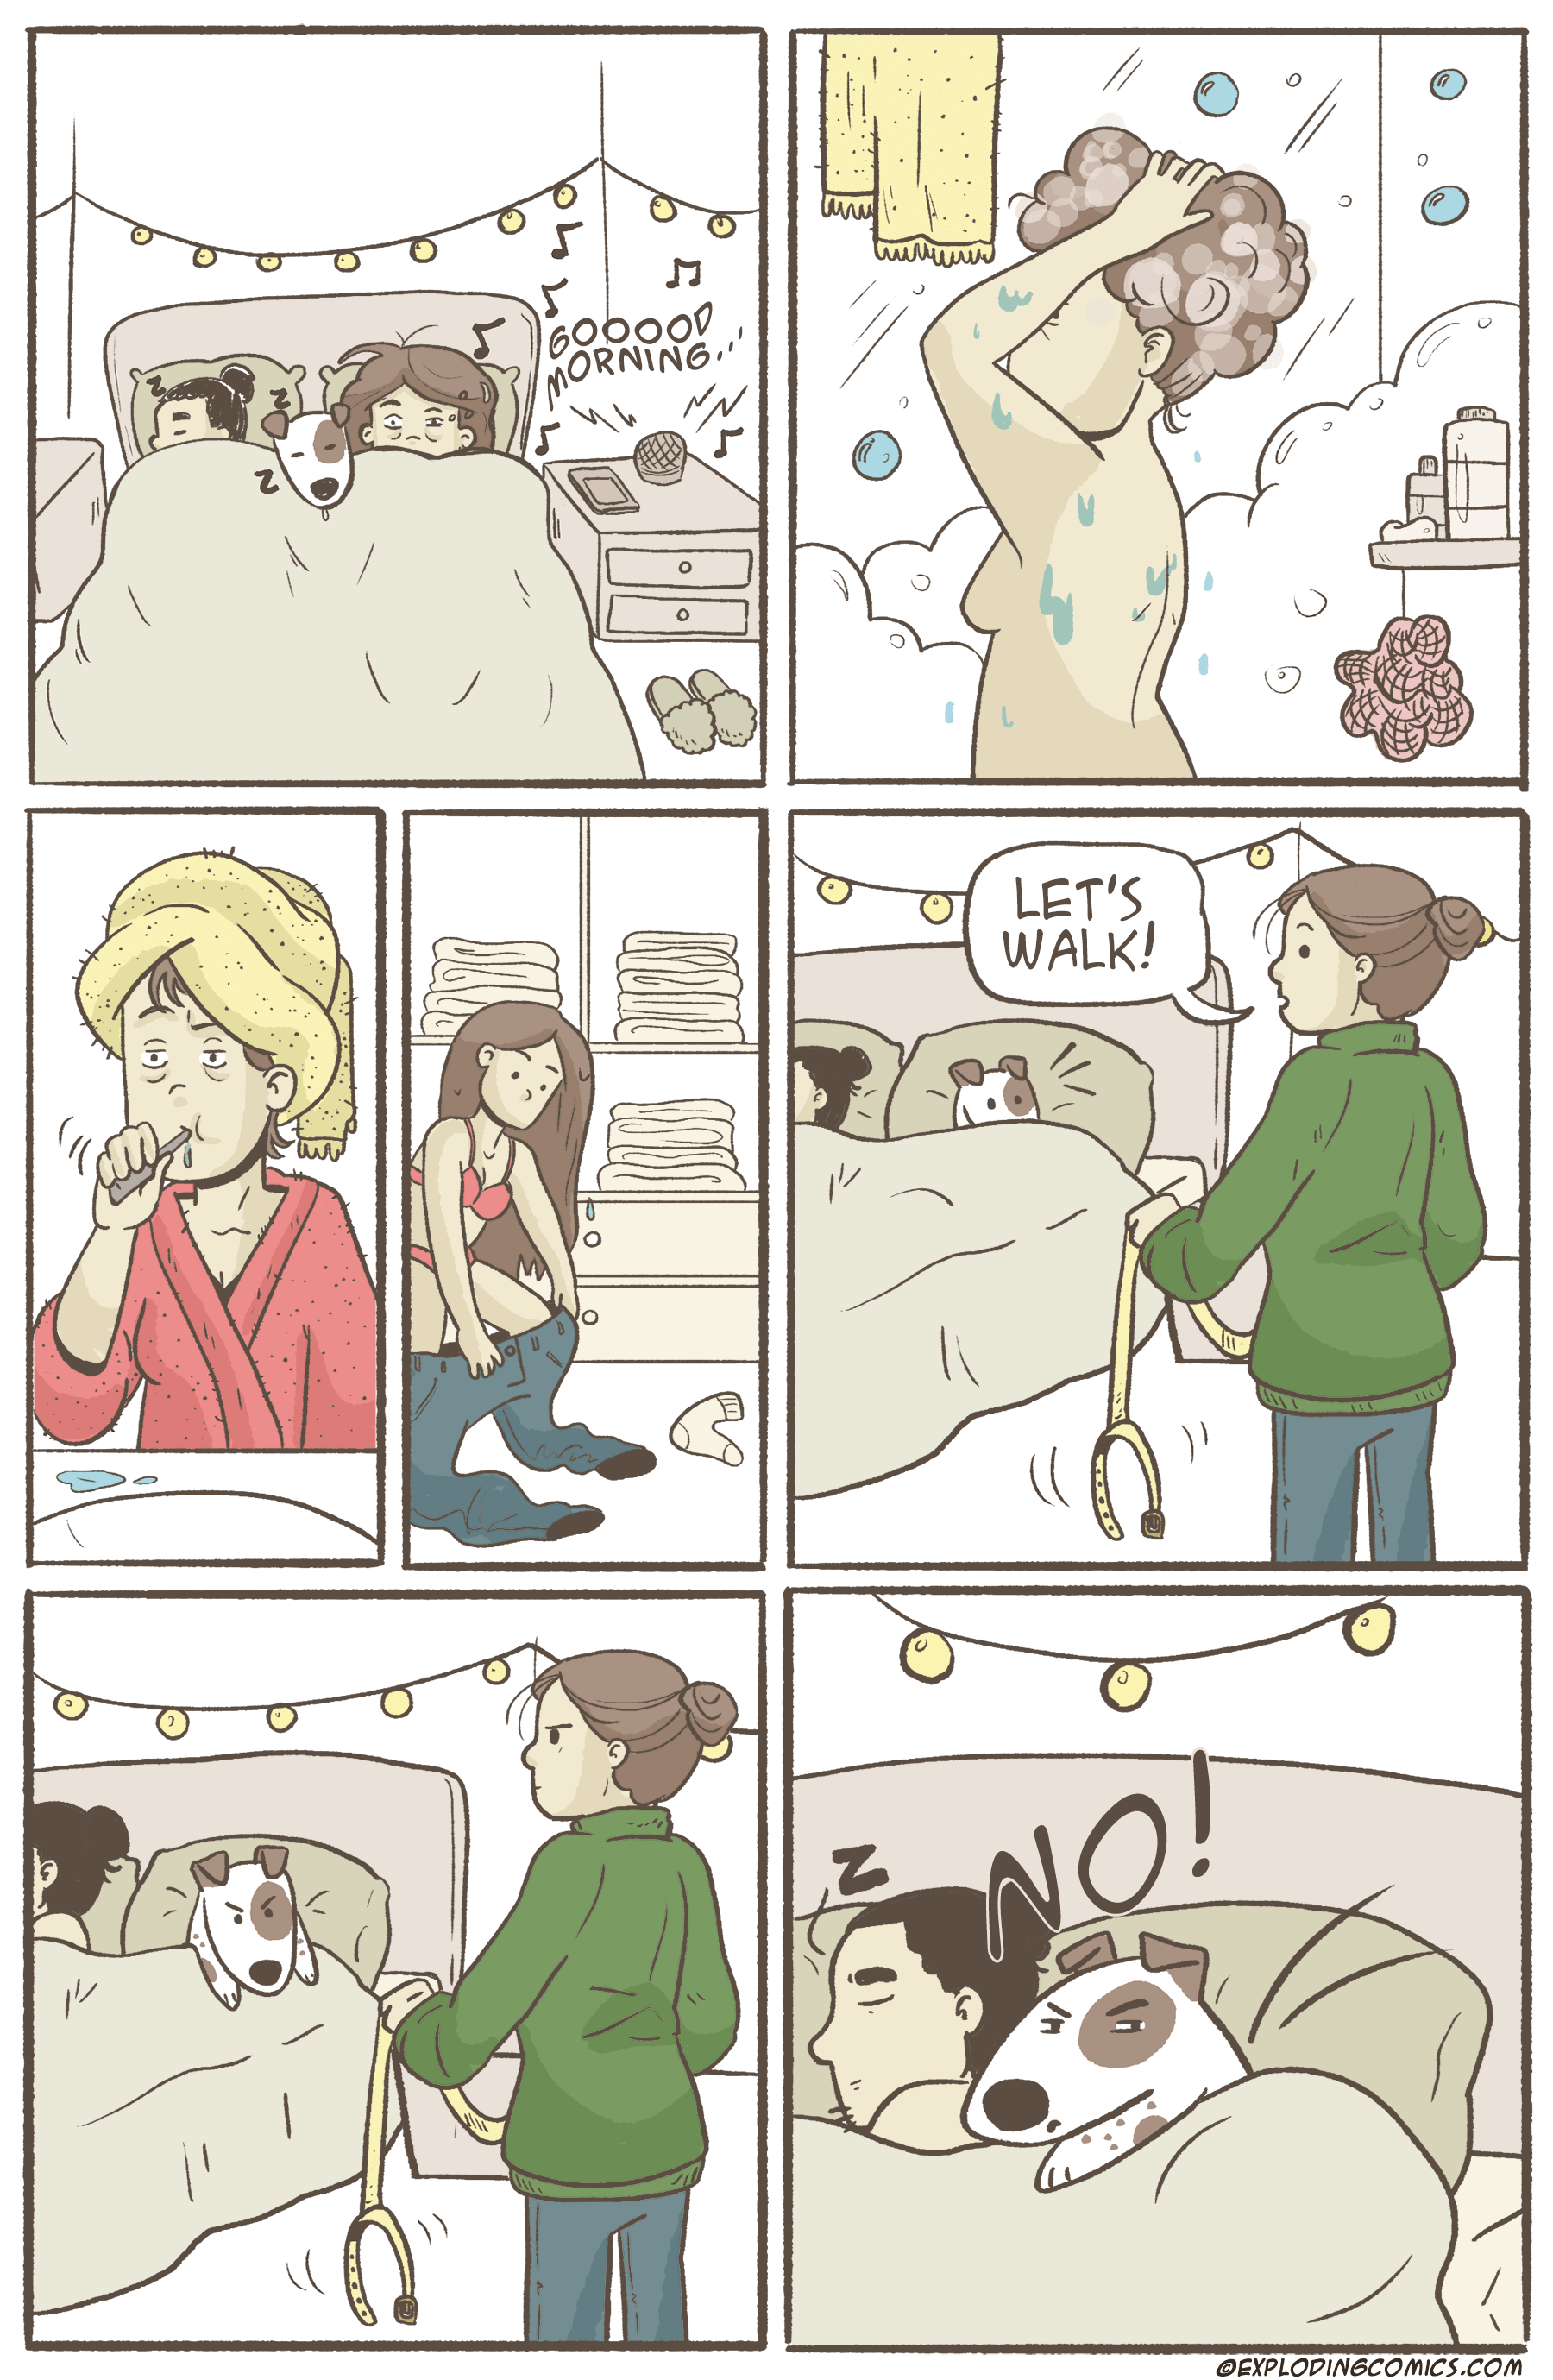 Z
Z
Z
GOOOOD
MORNING...
LET'S
WALK!
Z
NO!
©EXPLODINGCOMICS.COM